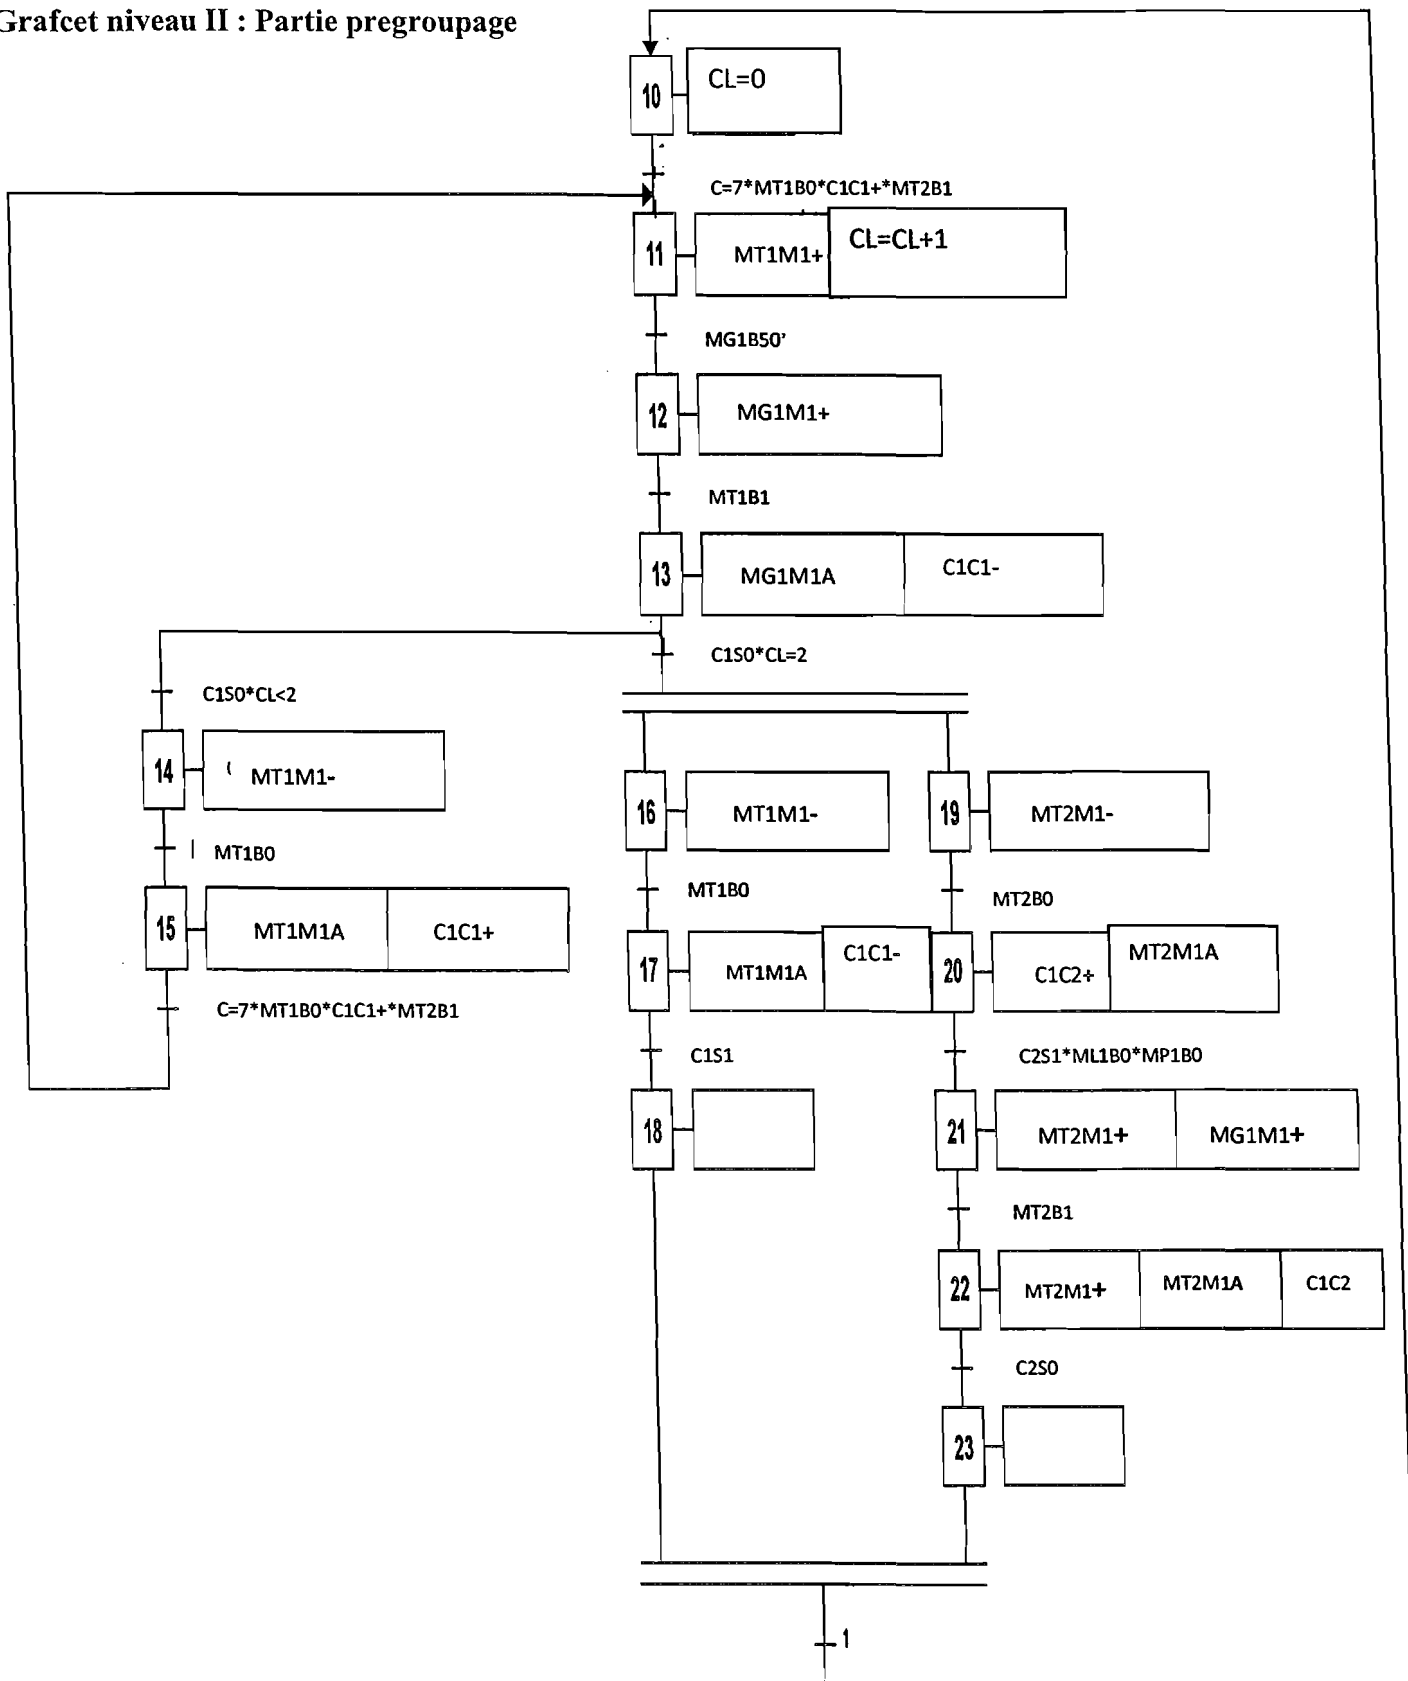 Grafcet niveau II : Partie pregroupage
10
CL=0
C=7*MT1B0*C1C1+*MT2B1
11
MT1M1+
CL=CL+1
MG1B50'
12
MG1M1+
MT1B1
13
MG1M1A
C1C1-
C1S0*CL=2
C1S0*CL<2
14
MT1M1-
16
MT1M1-
19
MT2M1-
MT1B0
MT1B0
MT2B0
15
MT1M1A
C1C1+
17
MT1M1A
C1C1-
20
C1C2+
MT2M1A
C=7*MT1B0*C1C1+*MT2B1
C1S1
C2S1*ML1B0*MP1B0
18
21
MT2M1+
MG1M1+
MT2B1
22
MT2M1+
MT2M1A
C1C2
C2S0
23
1